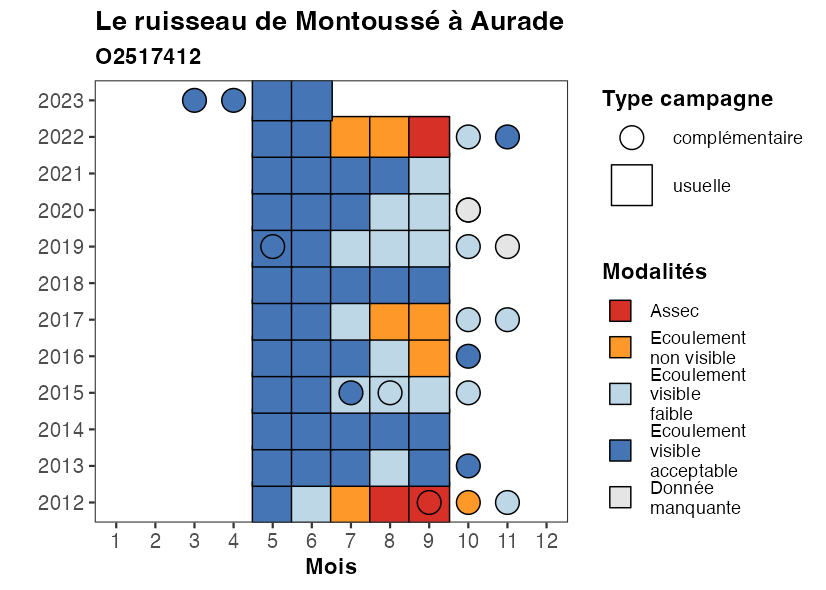 Le ruisseau de Montoussé à Aurade
O2517412
2023
2022
2021
2020
2019
2018
2017
2016
2015
2014
2013
2012
1 2 3 4 5 6 7 8 9 10 11 12
Mois
Type campagne
complémentaire
usuelle
Modalités
Assec
Ecoulement
non visible
Ecoulement
visible
faible
Ecoulement
visible
acceptable
Donnée
manquante